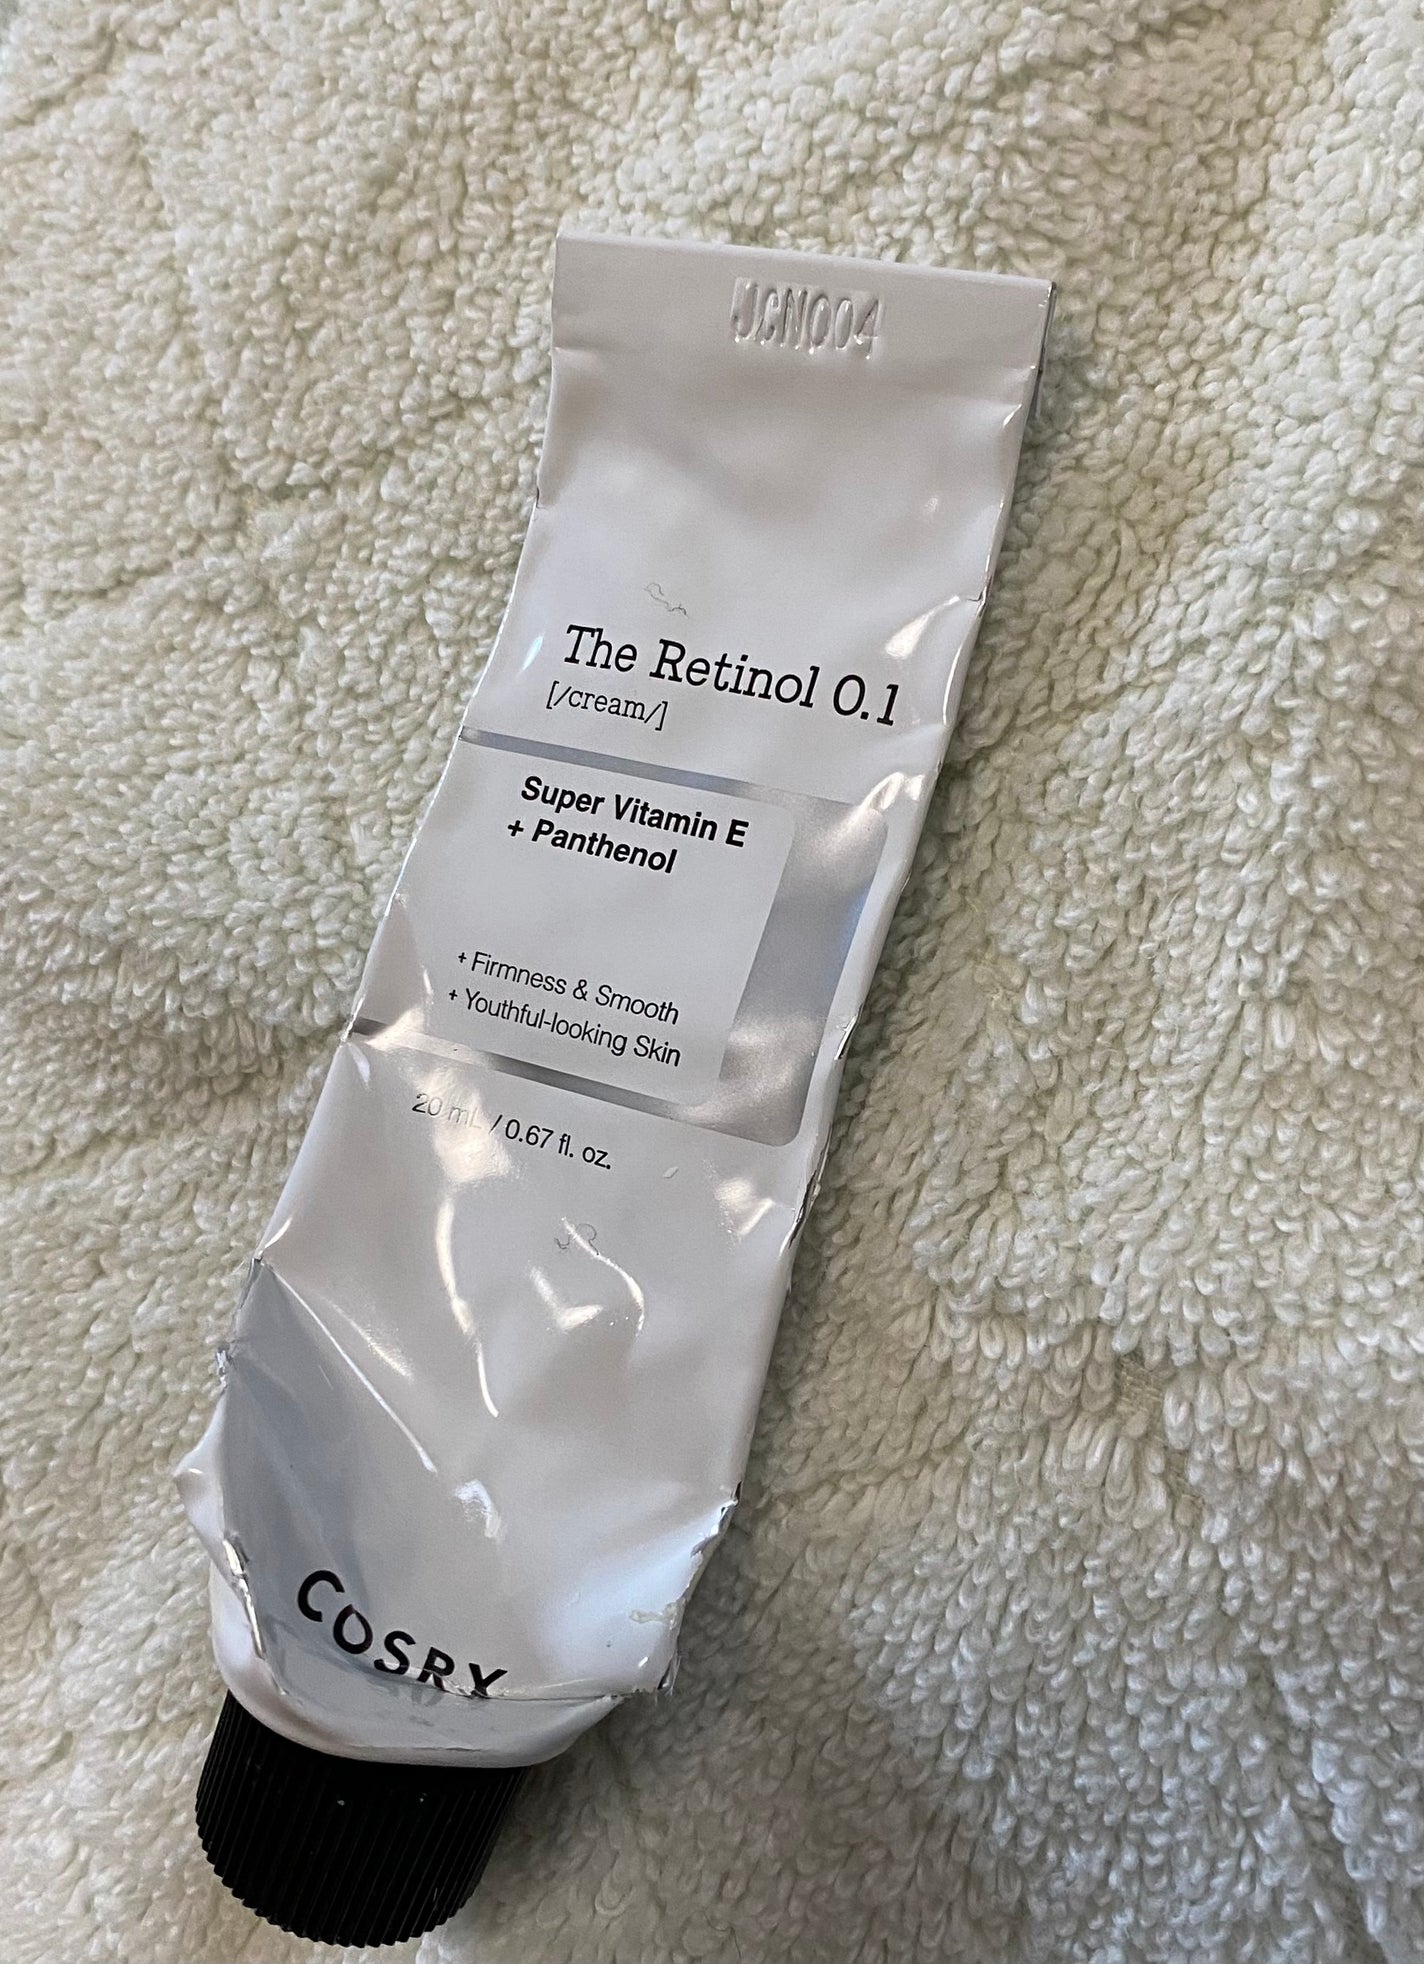 JCN004
The Retinol 0.1
[/cream/]
Super Vitamin E
+ Panthenol
+ Firmness & Smooth
+ Youthful-looking Skin
20 mL / 0.67 fl. oz.
COSRX